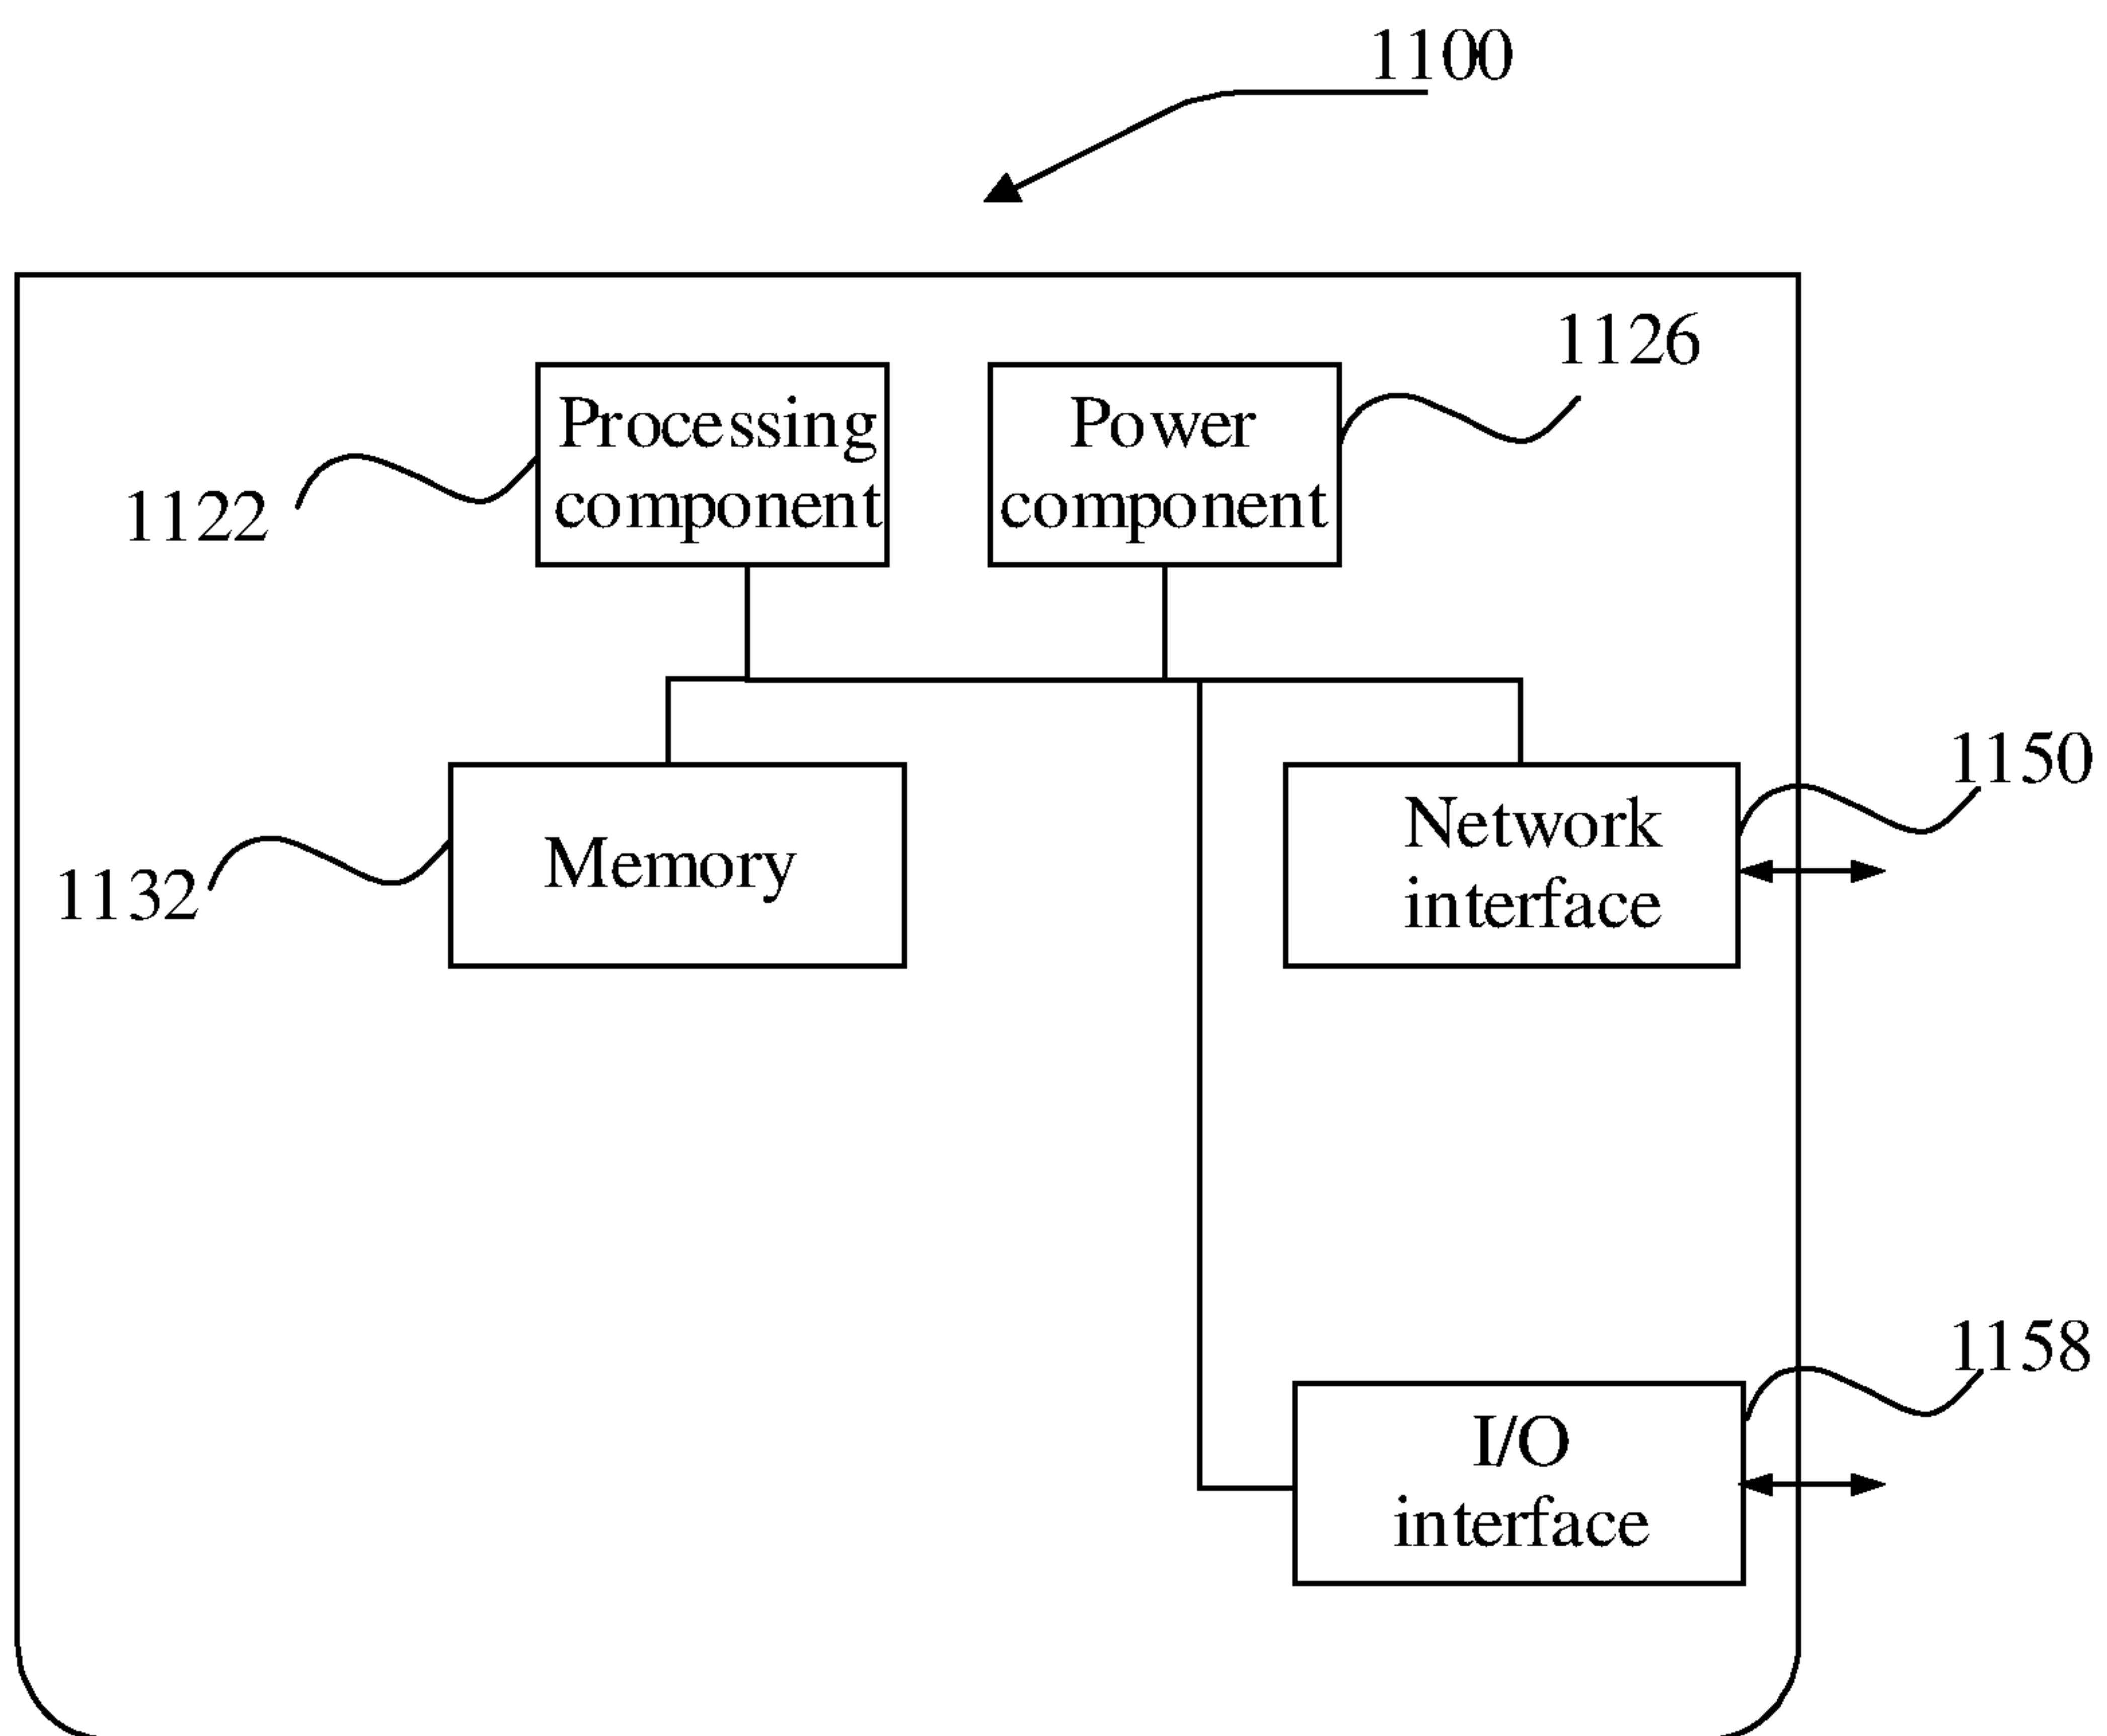 1100
1126
Processing
component
Power
component
1122
1150
Network
interface
Memory
1132
1158
I/O
interface